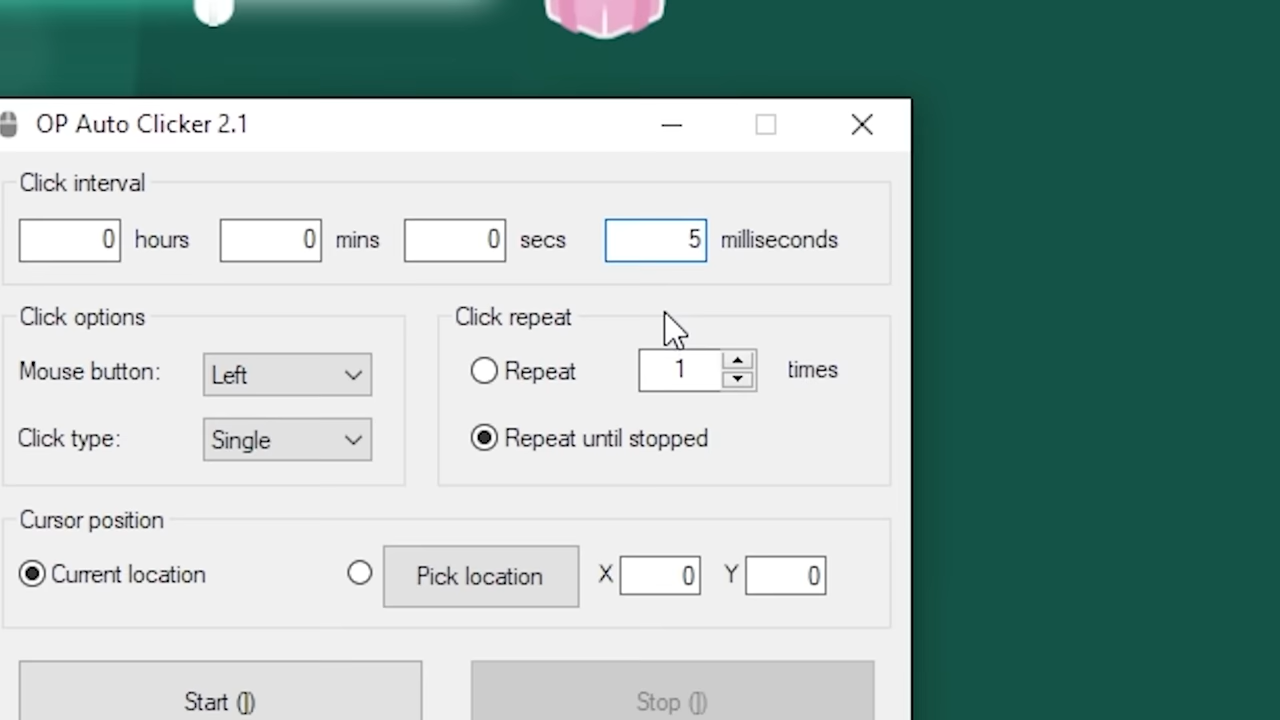 OP Auto Clicker 2.1
Click interval
0 hours 0 mins 0 secs 5 milliseconds
Click options
Mouse button: Left
Click type: Single
Click repeat
Repeat 1 times
Repeat until stopped
Cursor position
Current location Pick location X 0 Y 0
Start (]) Stop (])